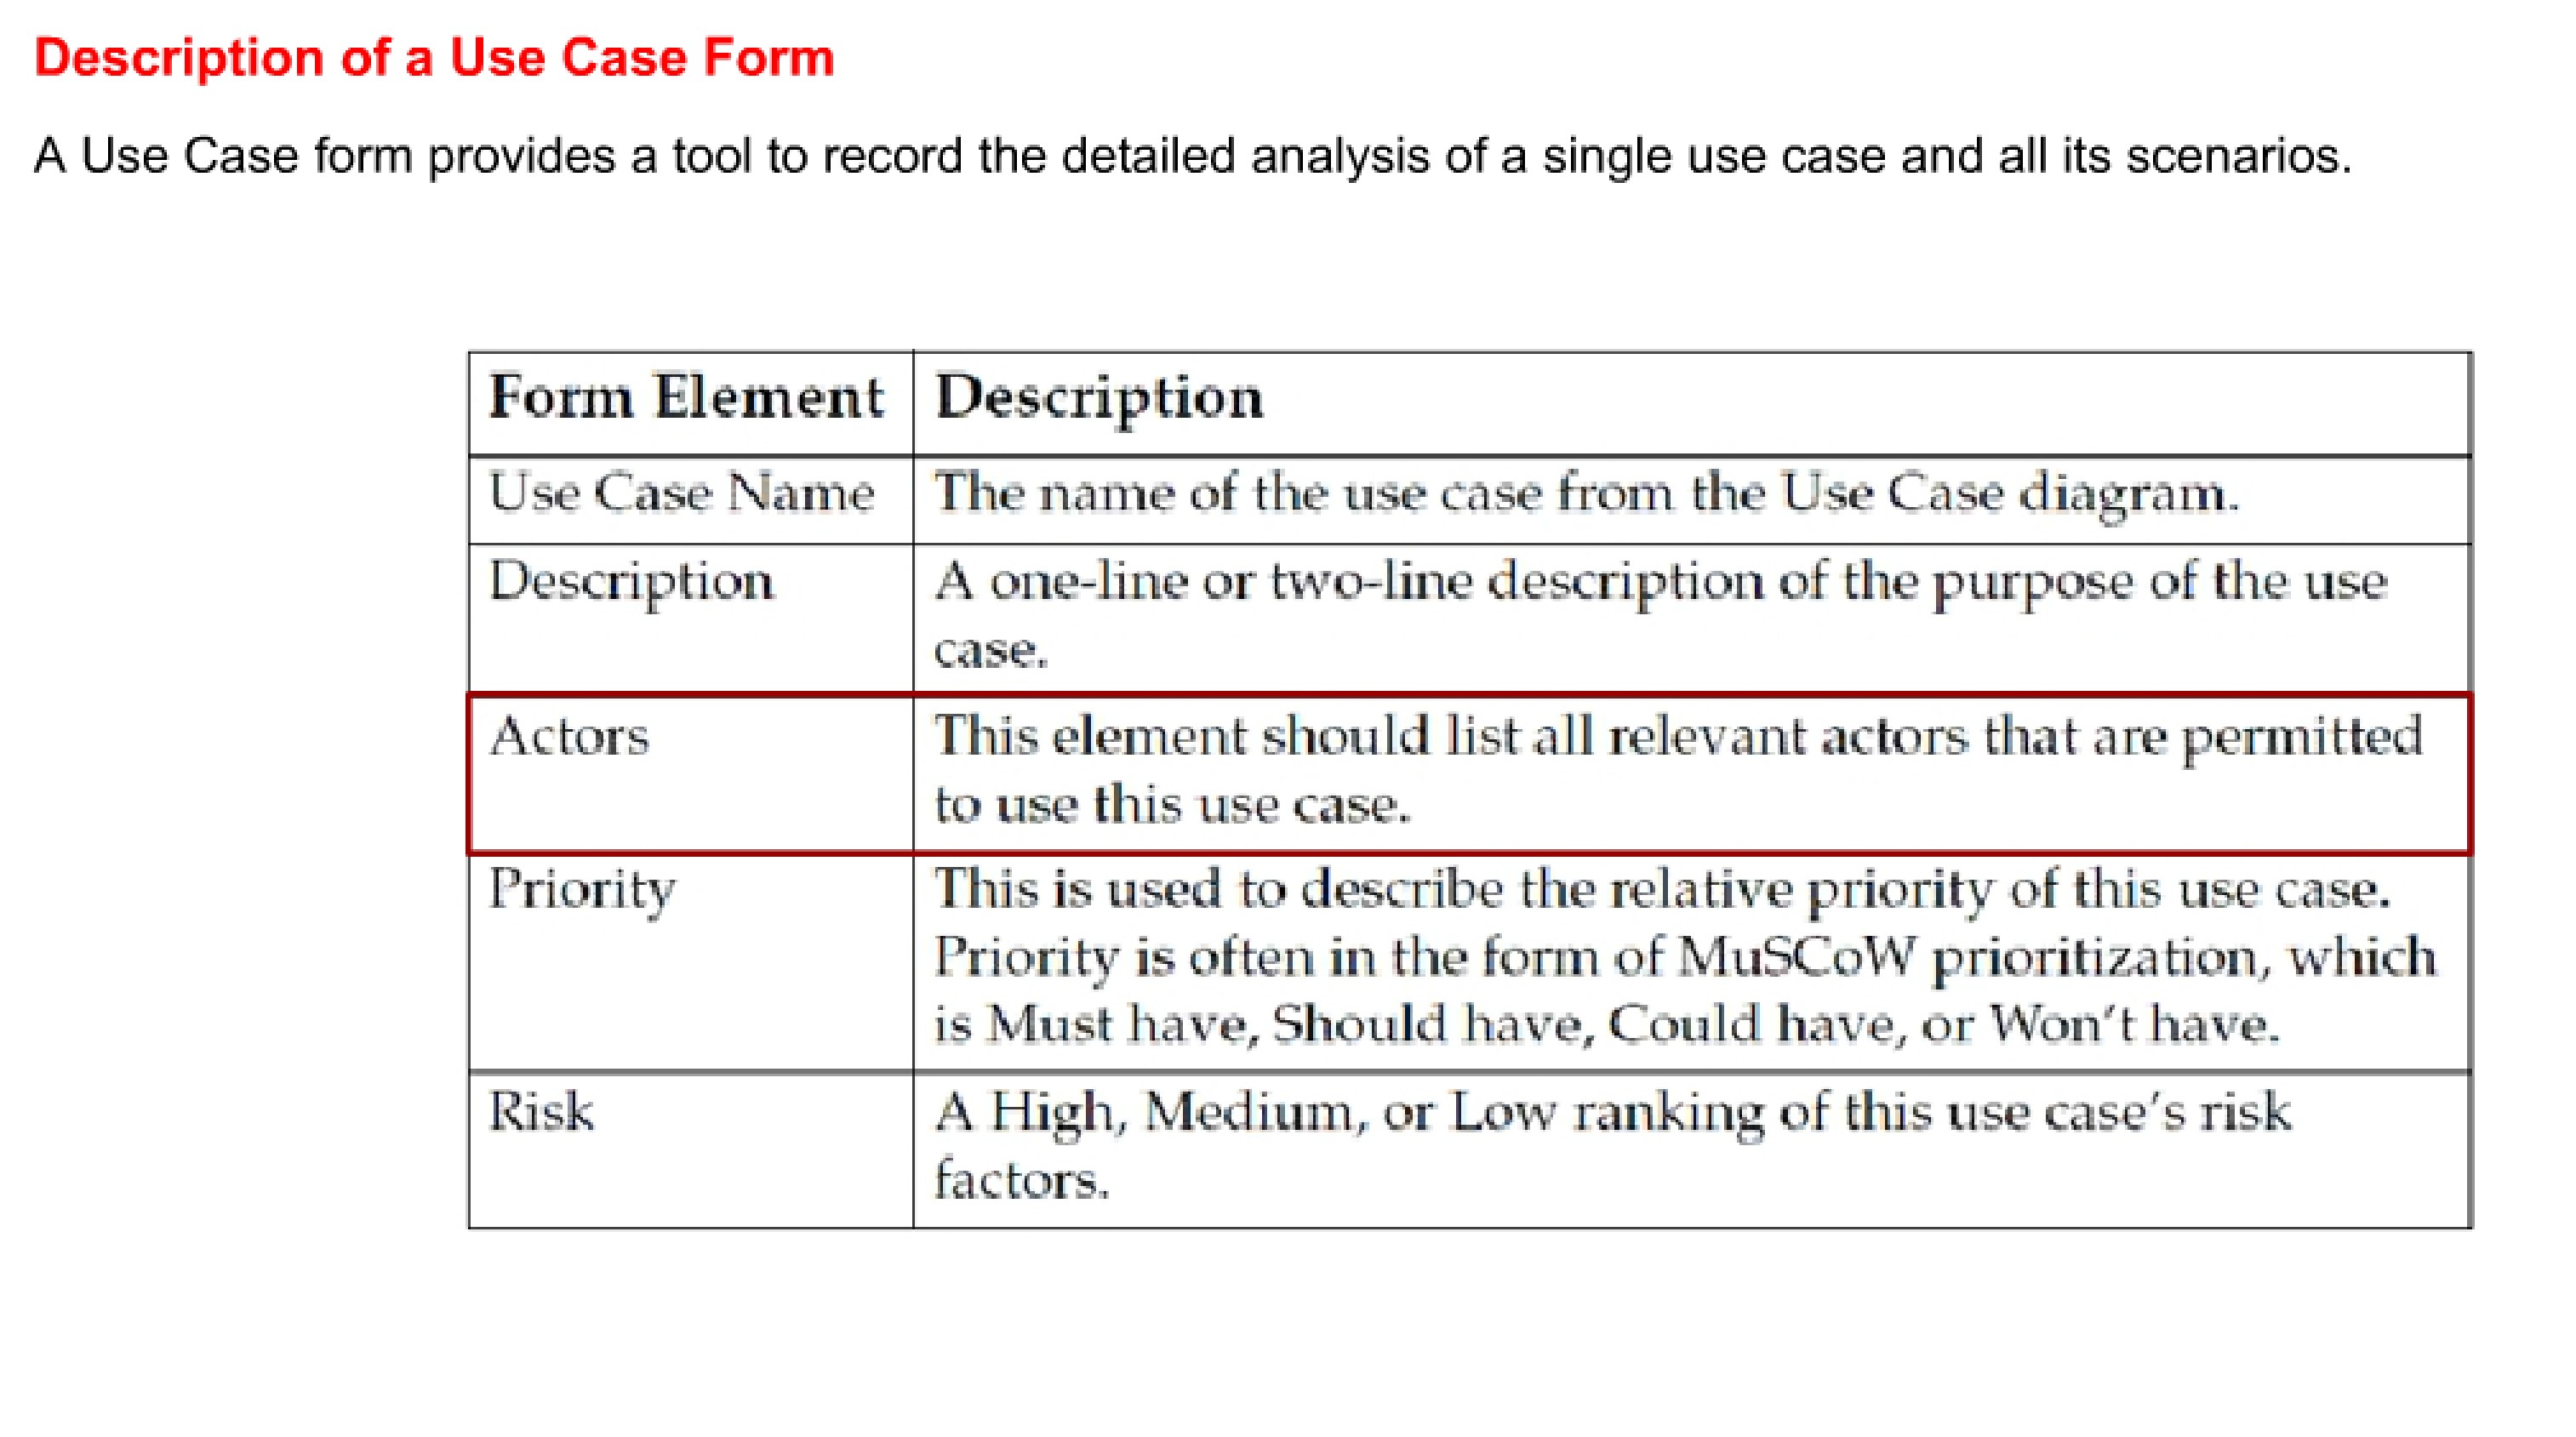 Description of a Use Case Form
A Use Case form provides a tool to record the detailed analysis of a single use case and all its scenarios.
Form Element Description
Use Case Name The name of the use case from the Use Case diagram.
Description A one-line or two-line description of the purpose of the use
case.
Actors This element should list all relevant actors that are permitted
to use this use case.
Priority This is used to describe the relative priority of this use case.
Priority is often in the form of MuSCoW prioritization, which
is Must have, Should have, Could have, or Won't have.
Risk A High, Medium, or Low ranking of this use case's risk
factors.